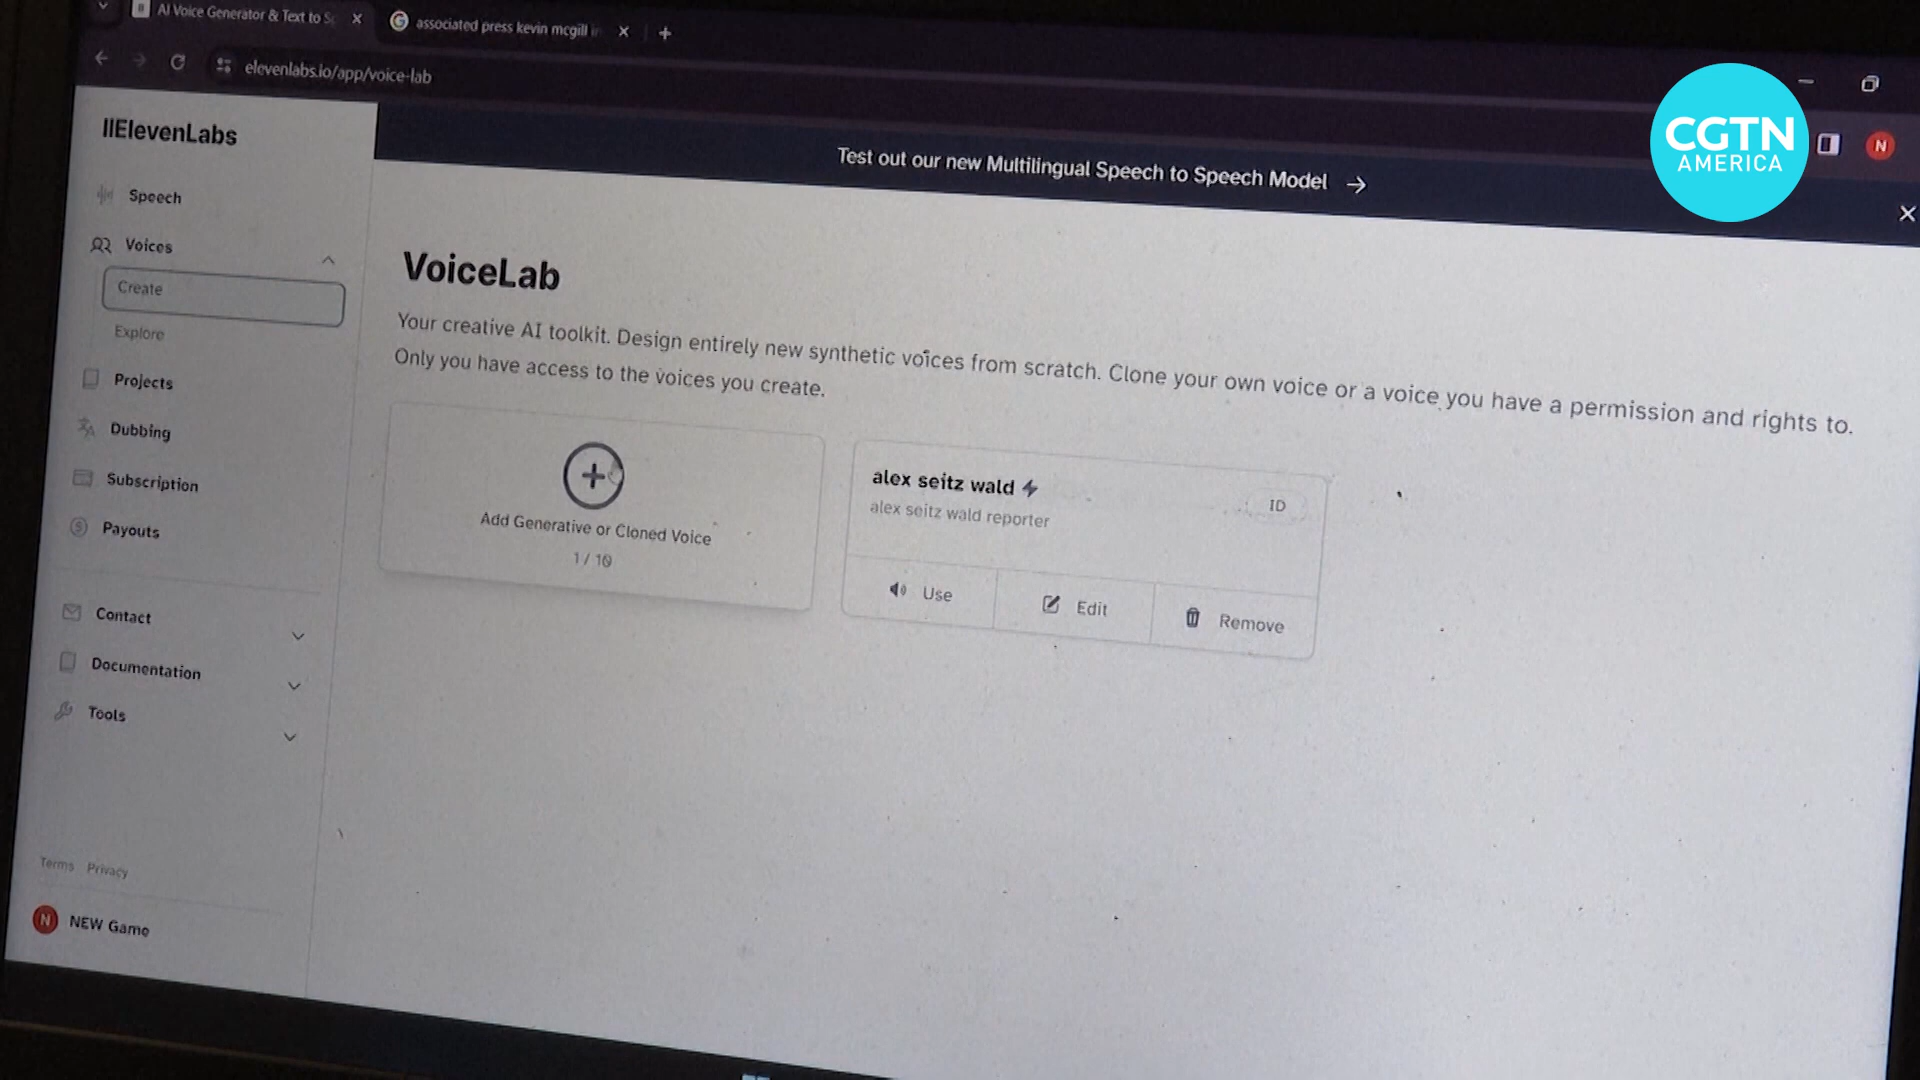 AI Voice Generator & Text to S
associated press kevin mcgill
elevenlabs.io/app/voice-lab
CGTN
AMERICA
N
IIElevenLabs
Test out our new Multilingual Speech to Speech Model →
Speech
Voices
Create
Explore
Projects
Dubbing
Subscription
Payouts
Contact
Documentation
Tools
Terms Privacy
N NEW Game
VoiceLab
Your creative AI toolkit. Design entirely new synthetic voices from scratch. Clone your own voice or a voice you have a permission and rights to.
Only you have access to the voices you create.
Add Generative or Cloned Voice
1 / 10
alex seitz wald
ID
alex seitz wald reporter
Use
Edit
Remove